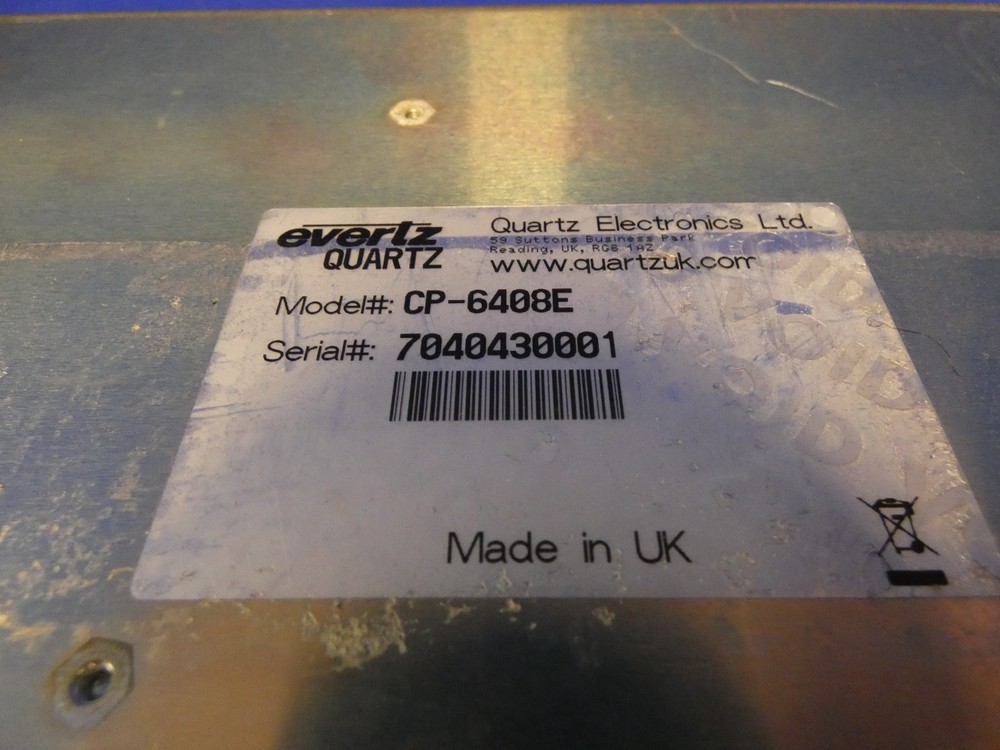 evertz
QUARTZ
Quartz Electronics Ltd.
59 Suttons Business Park
Reading, UK, RG6 1AZ
www.quartzuk.com
Model#: CP-6408E
Serial#: 7040430001
Made in UK